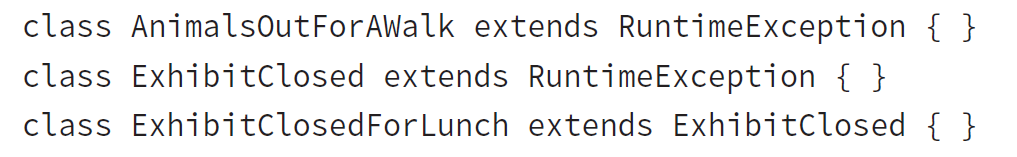 class AnimalsOutForAWalk extends RuntimeException { }
class ExhibitClosed extends RuntimeException { }
class ExhibitClosedForLunch extends ExhibitClosed { }